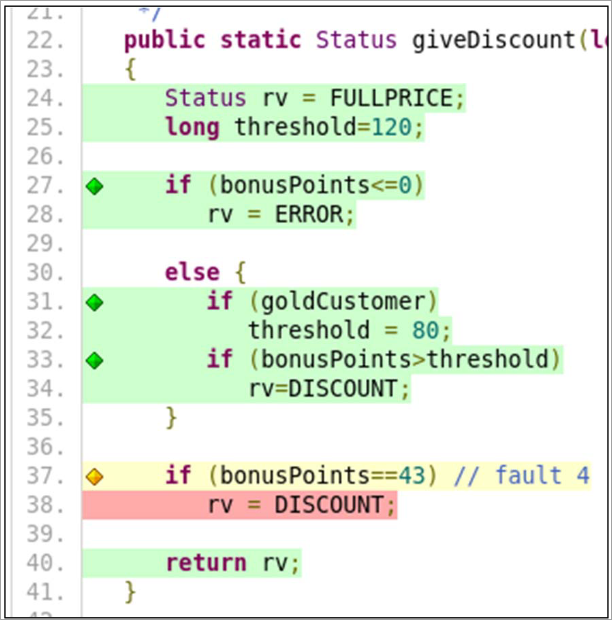 21. */
22. public static Status giveDiscount(l
23. {
24. Status rv = FULLPRICE;
25. long threshold=120;
26.
27. if (bonusPoints<=0)
28. rv = ERROR;
29.
30. else {
31. if (goldCustomer)
32. threshold = 80;
33. if (bonusPoints>threshold)
34. rv=DISCOUNT;
35. }
36.
37. if (bonusPoints==43) // fault 4
38. rv = DISCOUNT;
39.
40. return rv;
41. }